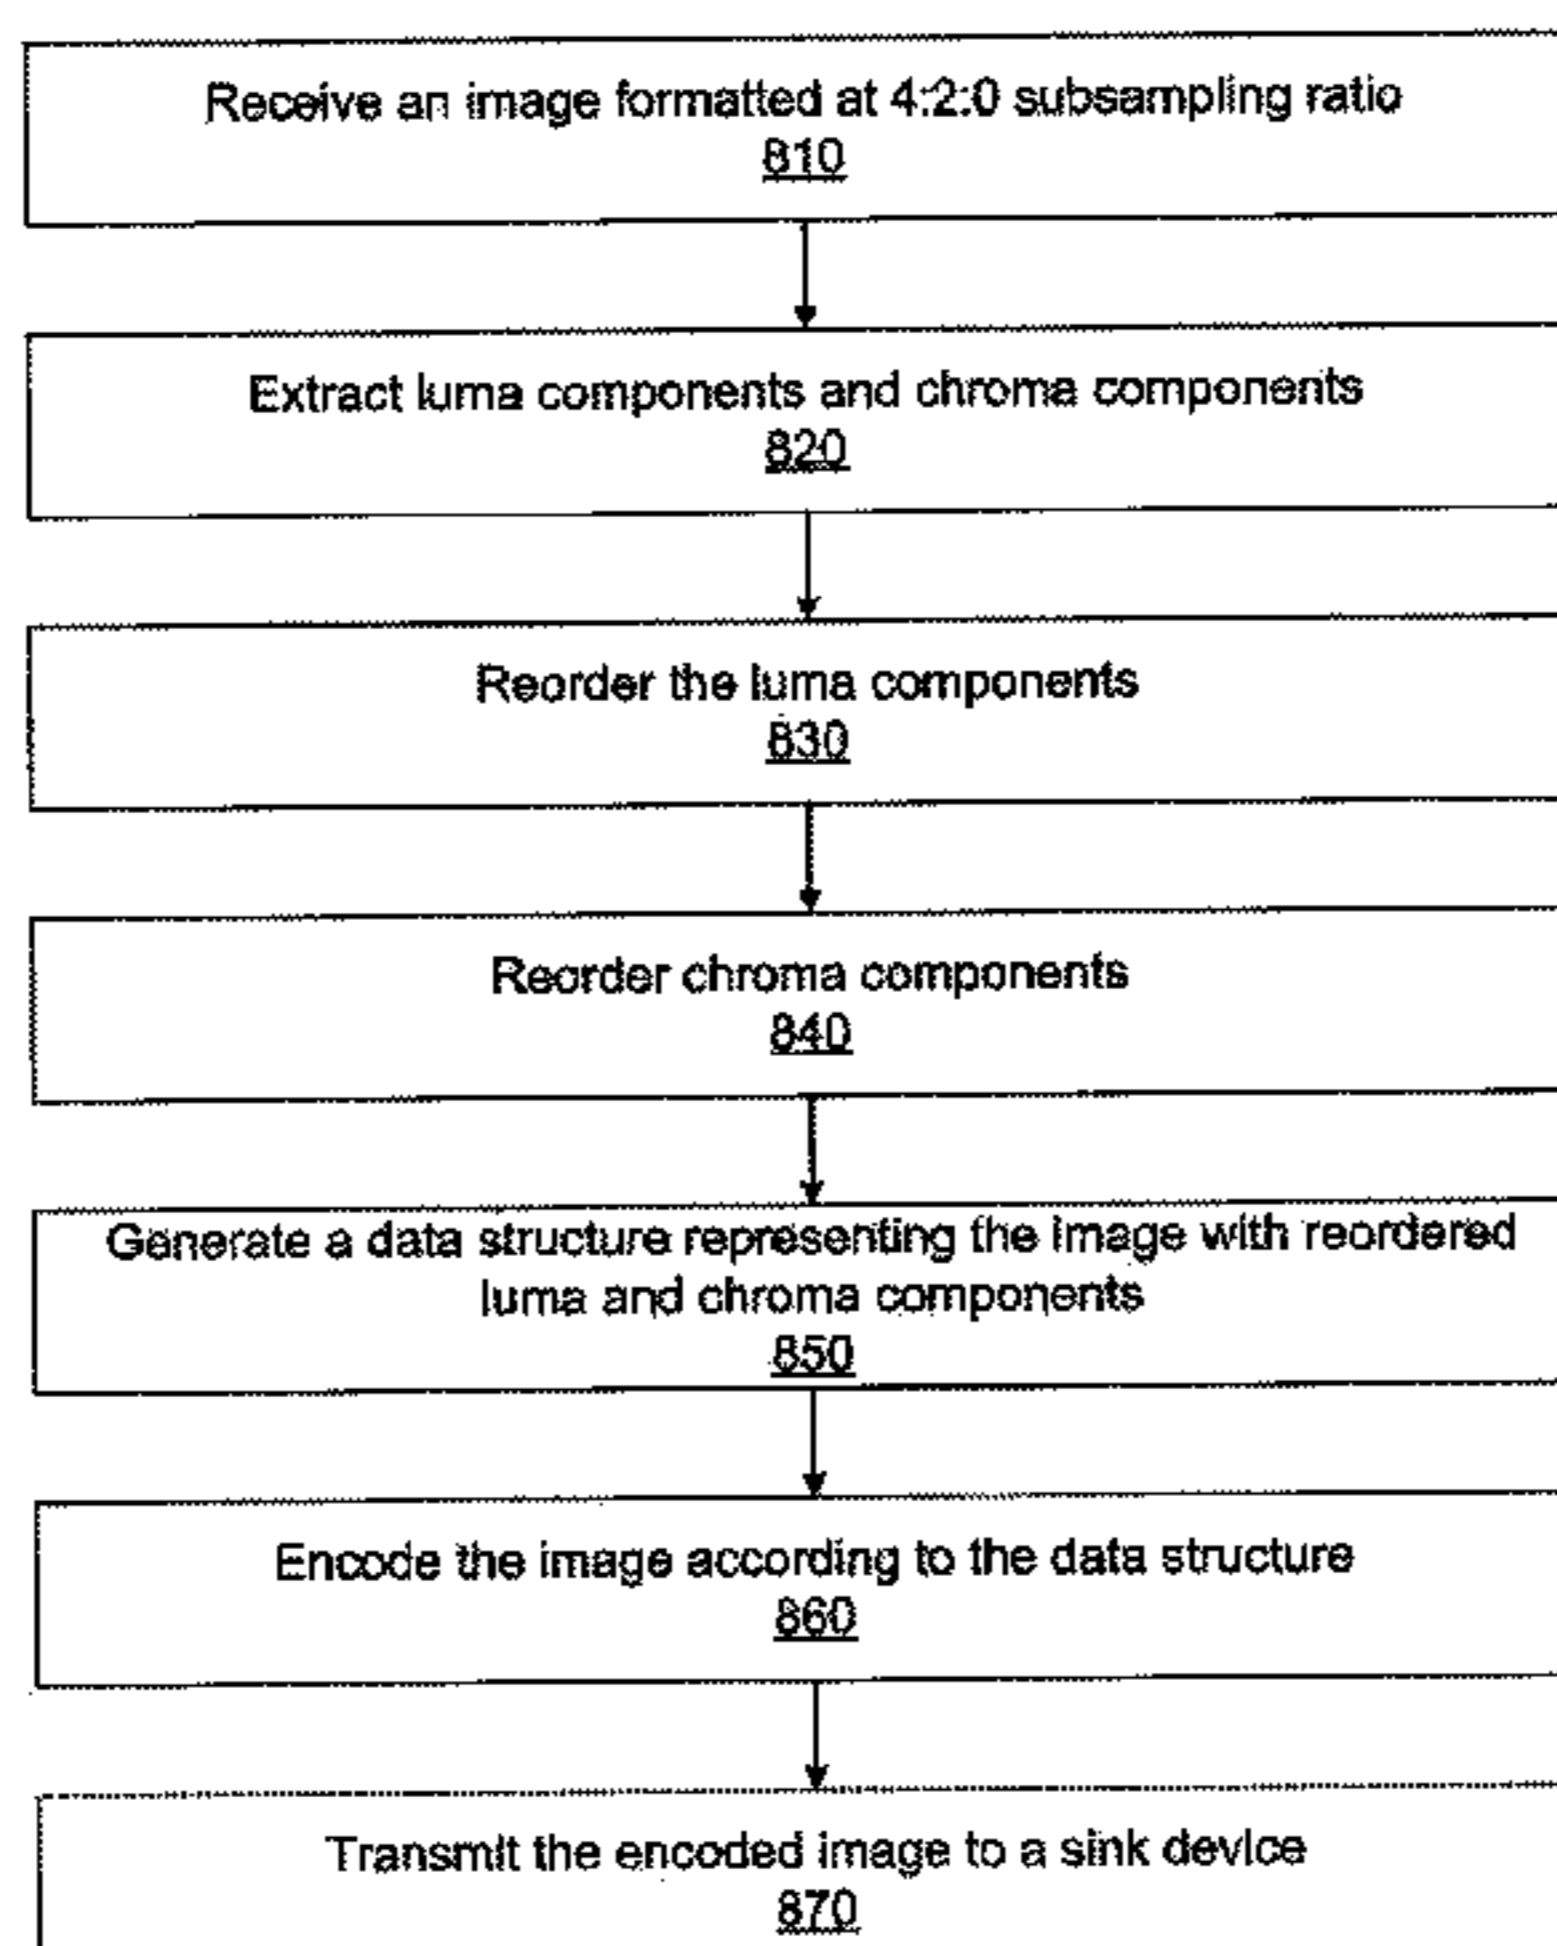 Receive an image formatted at 4:2:0 subsampling ratio
810
Extract luma components and chroma components
820
Reorder the luma components
830
Reorder chroma components
840
Generate a data structure representing the image with reordered
luma and chroma components
850
Encode the image according to the data structure
860
Transmit the encoded image to a sink device
870